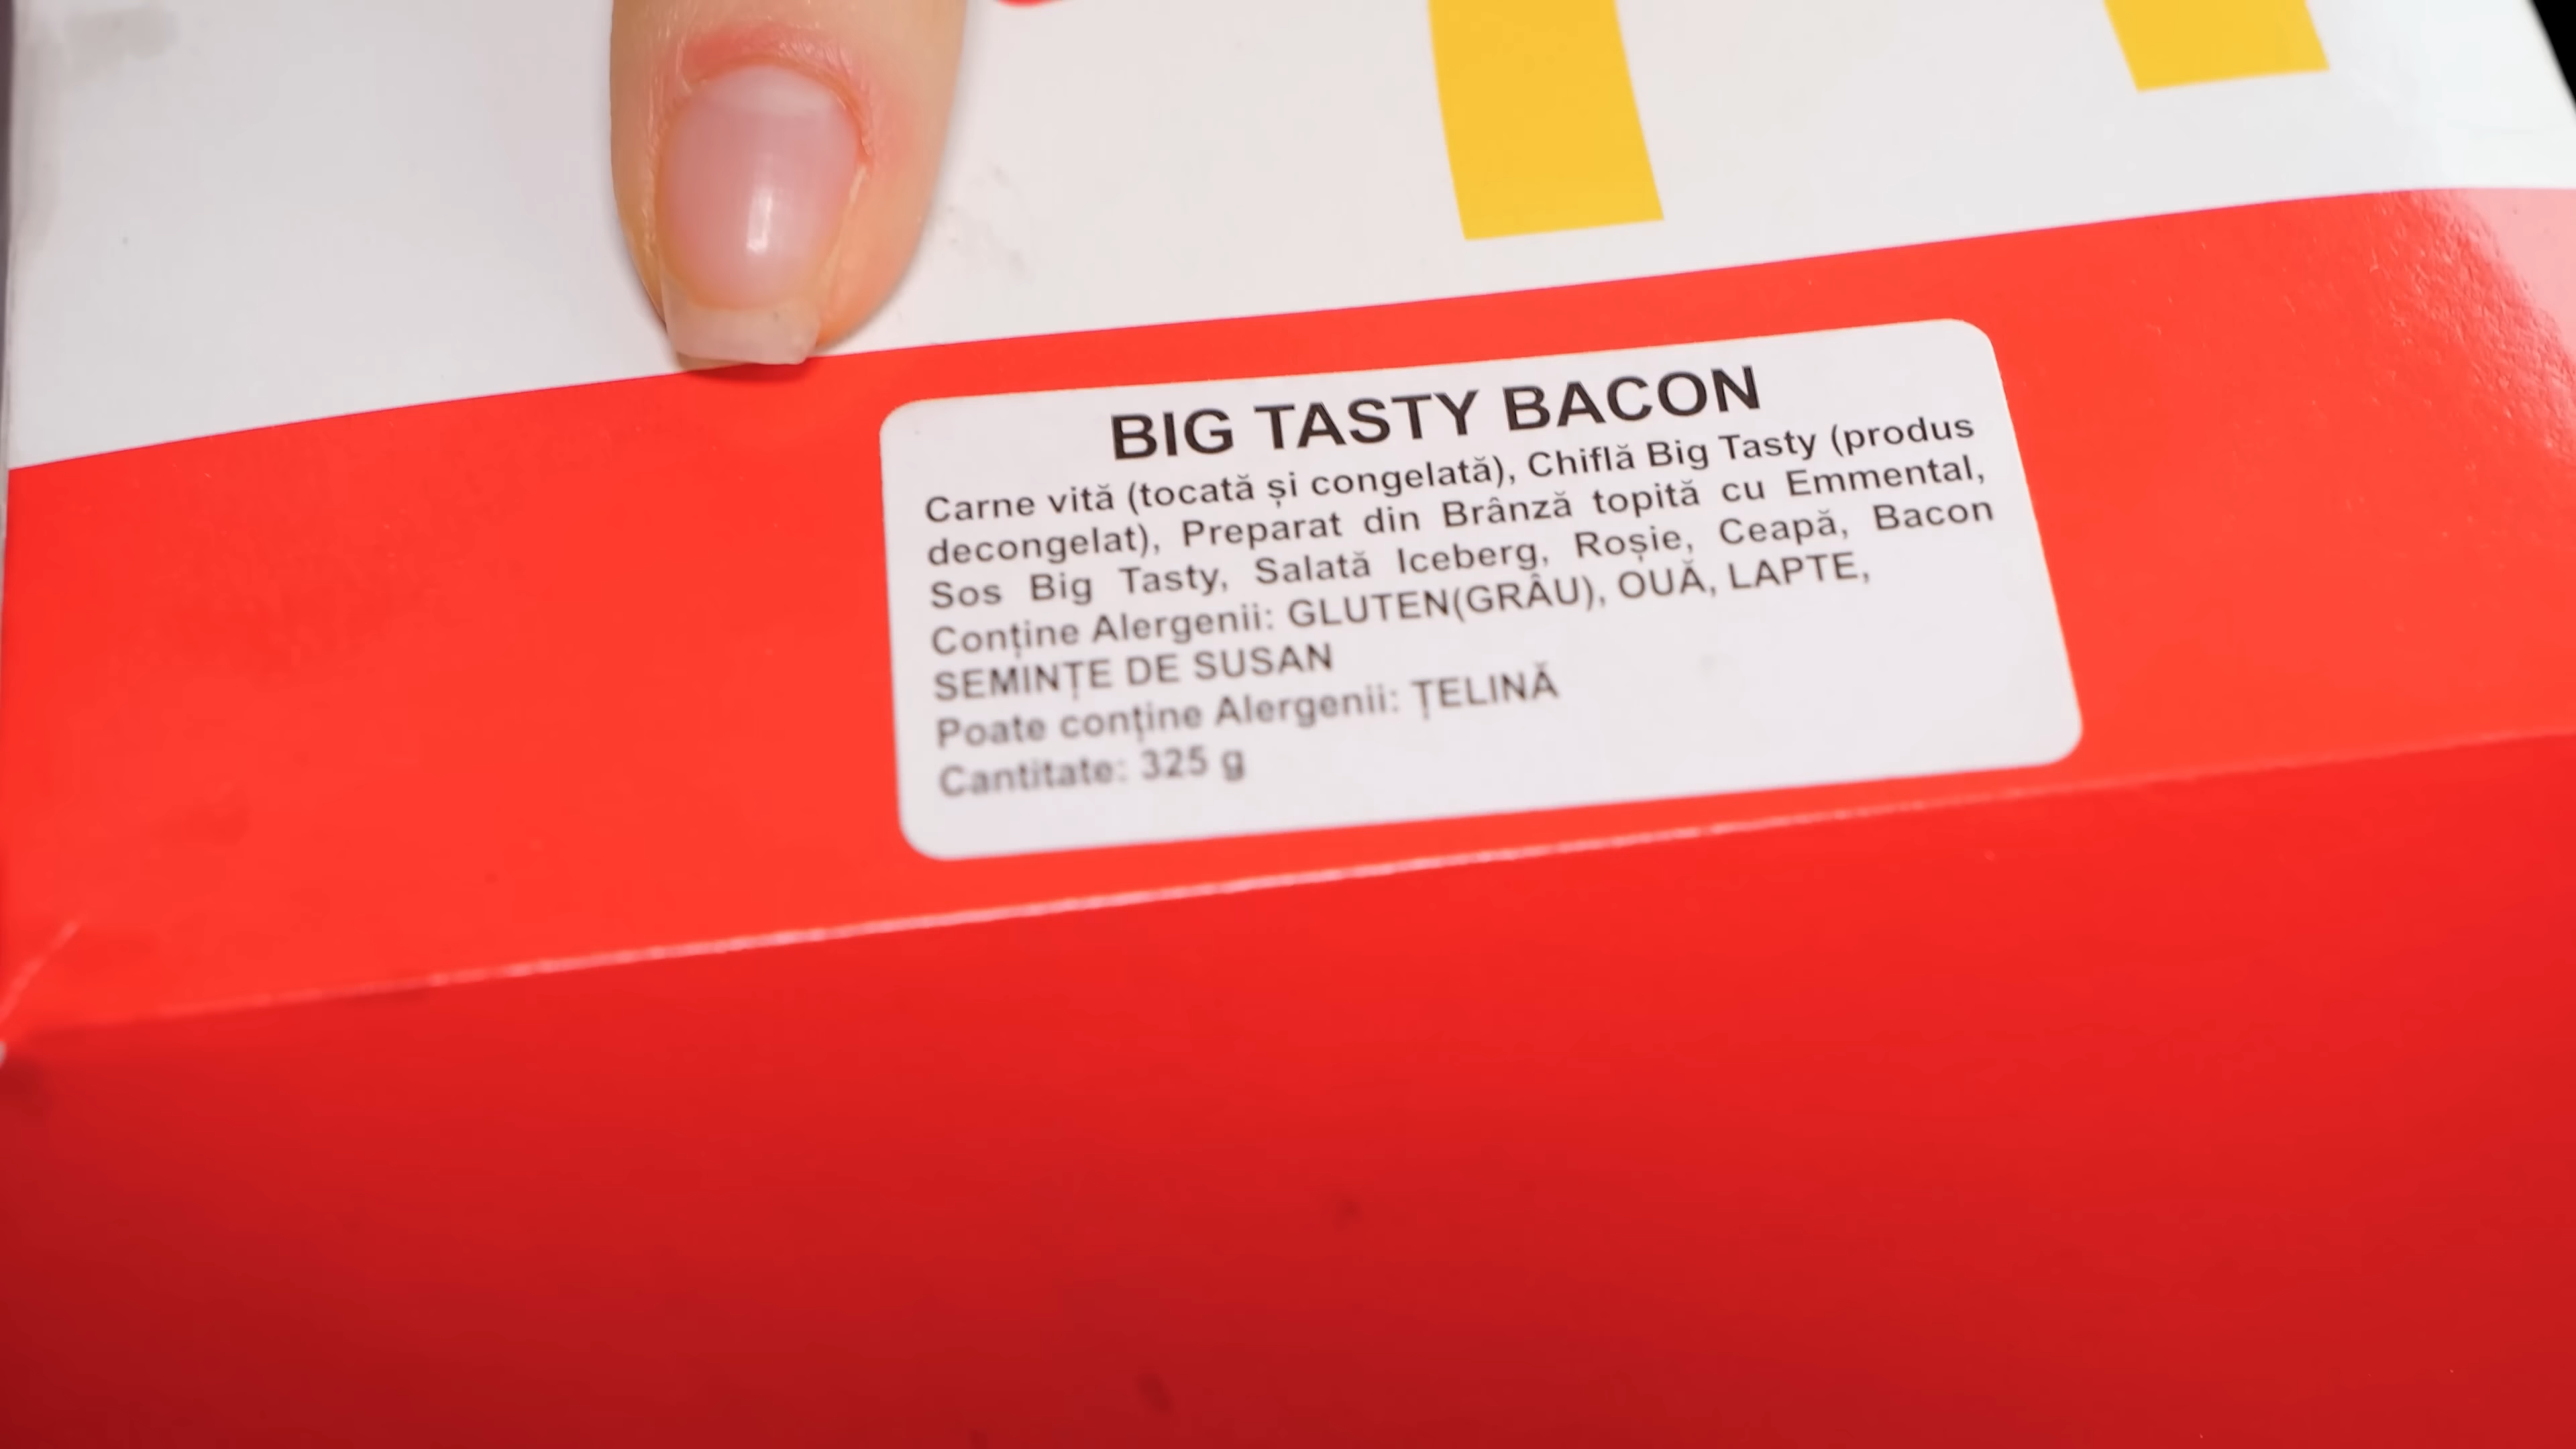 BIG TASTY BACON
Carne vită (tocată și congelată), Chiflă Big Tasty (produs
decongelat), Preparat din Brânză topită cu Emmental,
Sos Big Tasty, Salată Iceberg, Roșie, Ceapă, Bacon
Conține Alergenii: GLUTEN(GRÂU), OUĂ, LAPTE,
SEMINȚE DE SUSAN
Poate conține Alergenii: ȚELINĂ
Cantitate: 325 g